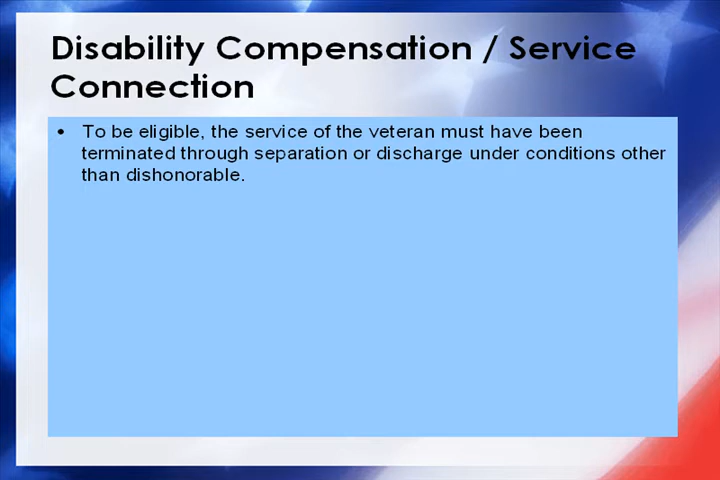 Disability Compensation / Service
Connection
• To be eligible, the service of the veteran must have been
terminated through separation or discharge under conditions other
than dishonorable.